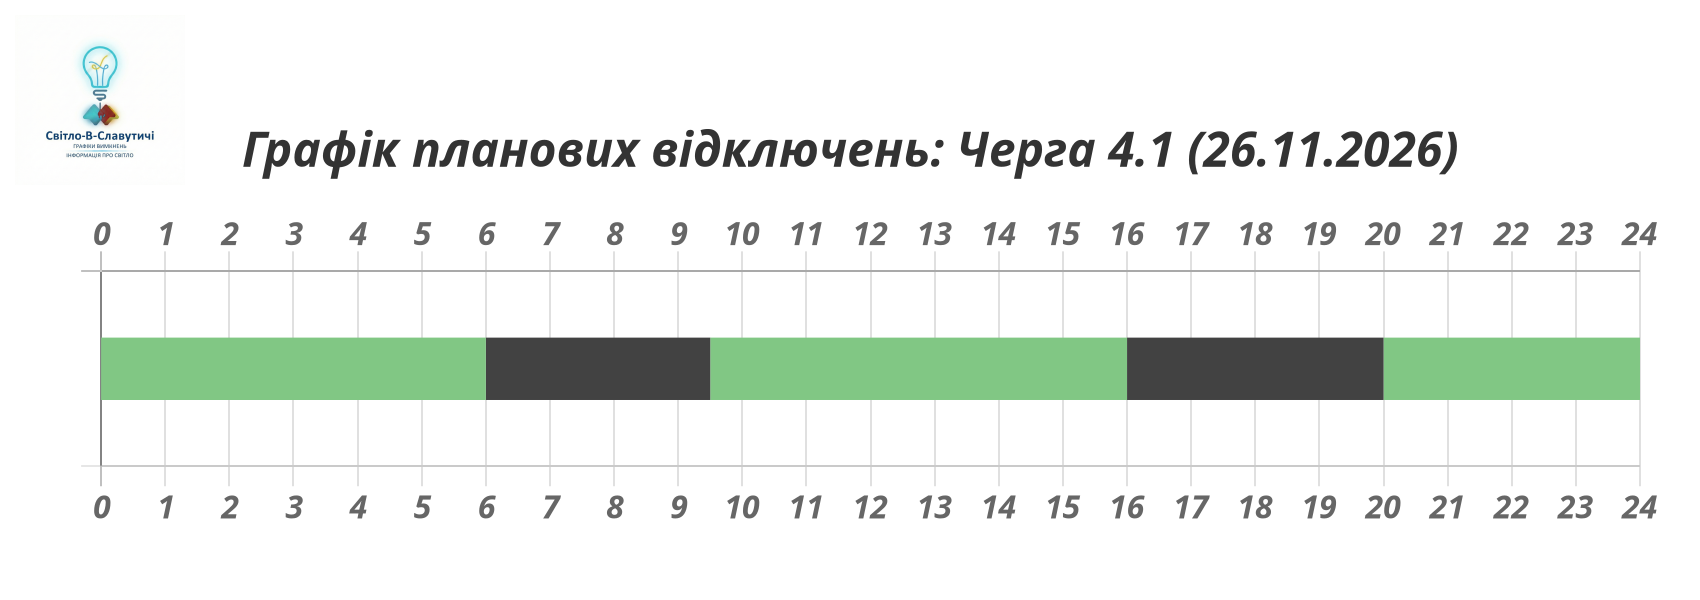 Світло-В-Славутичі
ГРАФІКИ ВИМКНЕНЬ
ІНФОРМАЦІЯ ПРО СВІТЛО
Графік планових відключень: Черга 4.1 (26.11.2026)
0 1 2 3 4 5 6 7 8 9 10 11 12 13 14 15 16 17 18 19 20 21 22 23 24
0 1 2 3 4 5 6 7 8 9 10 11 12 13 14 15 16 17 18 19 20 21 22 23 24